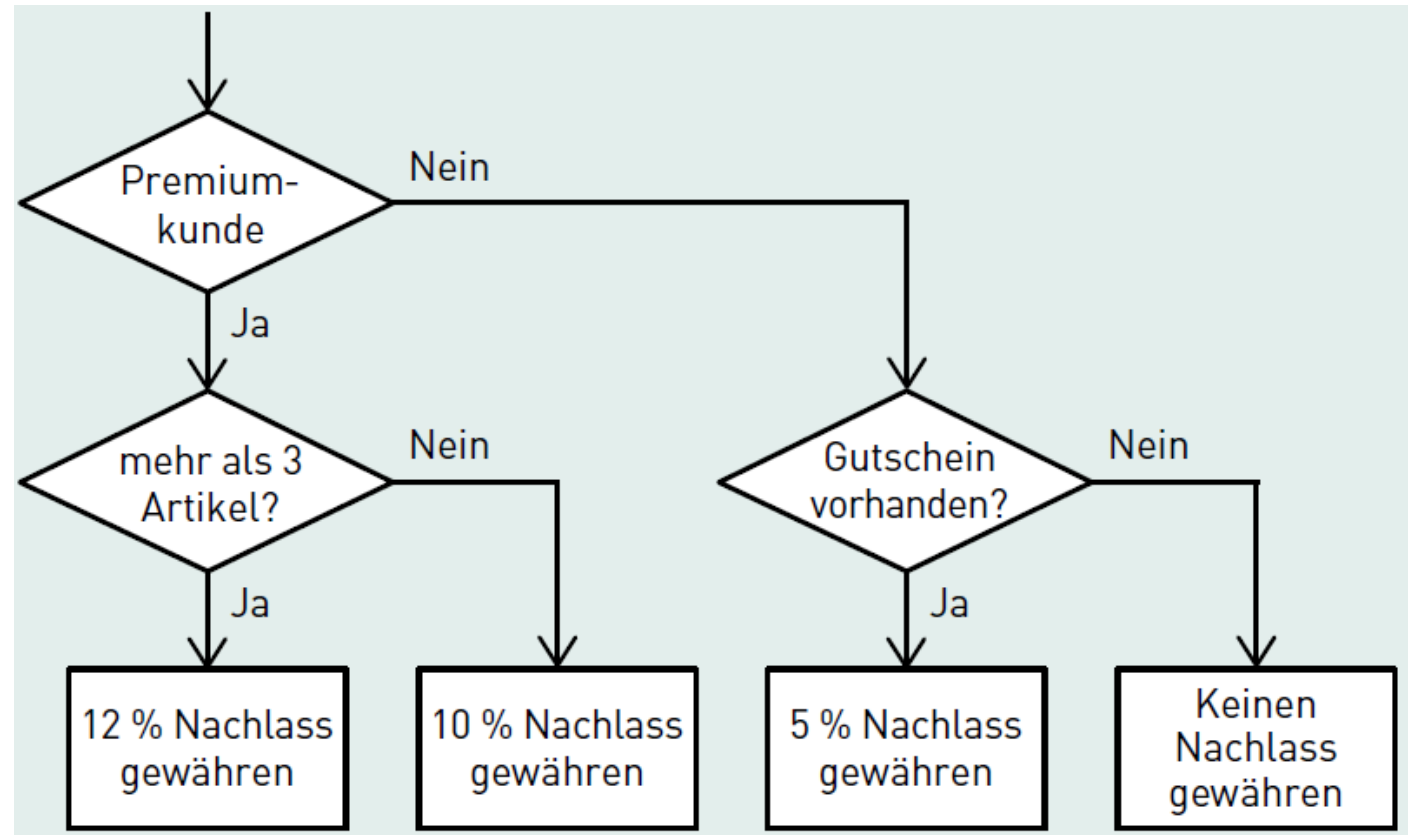 Premium-
kunde
Nein
Ja
mehr als 3
Artikel?
Nein
Gutschein
vorhanden?
Nein
Ja
Ja
12 % Nachlass
gewähren
10 % Nachlass
gewähren
5 % Nachlass
gewähren
Keinen
Nachlass
gewähren